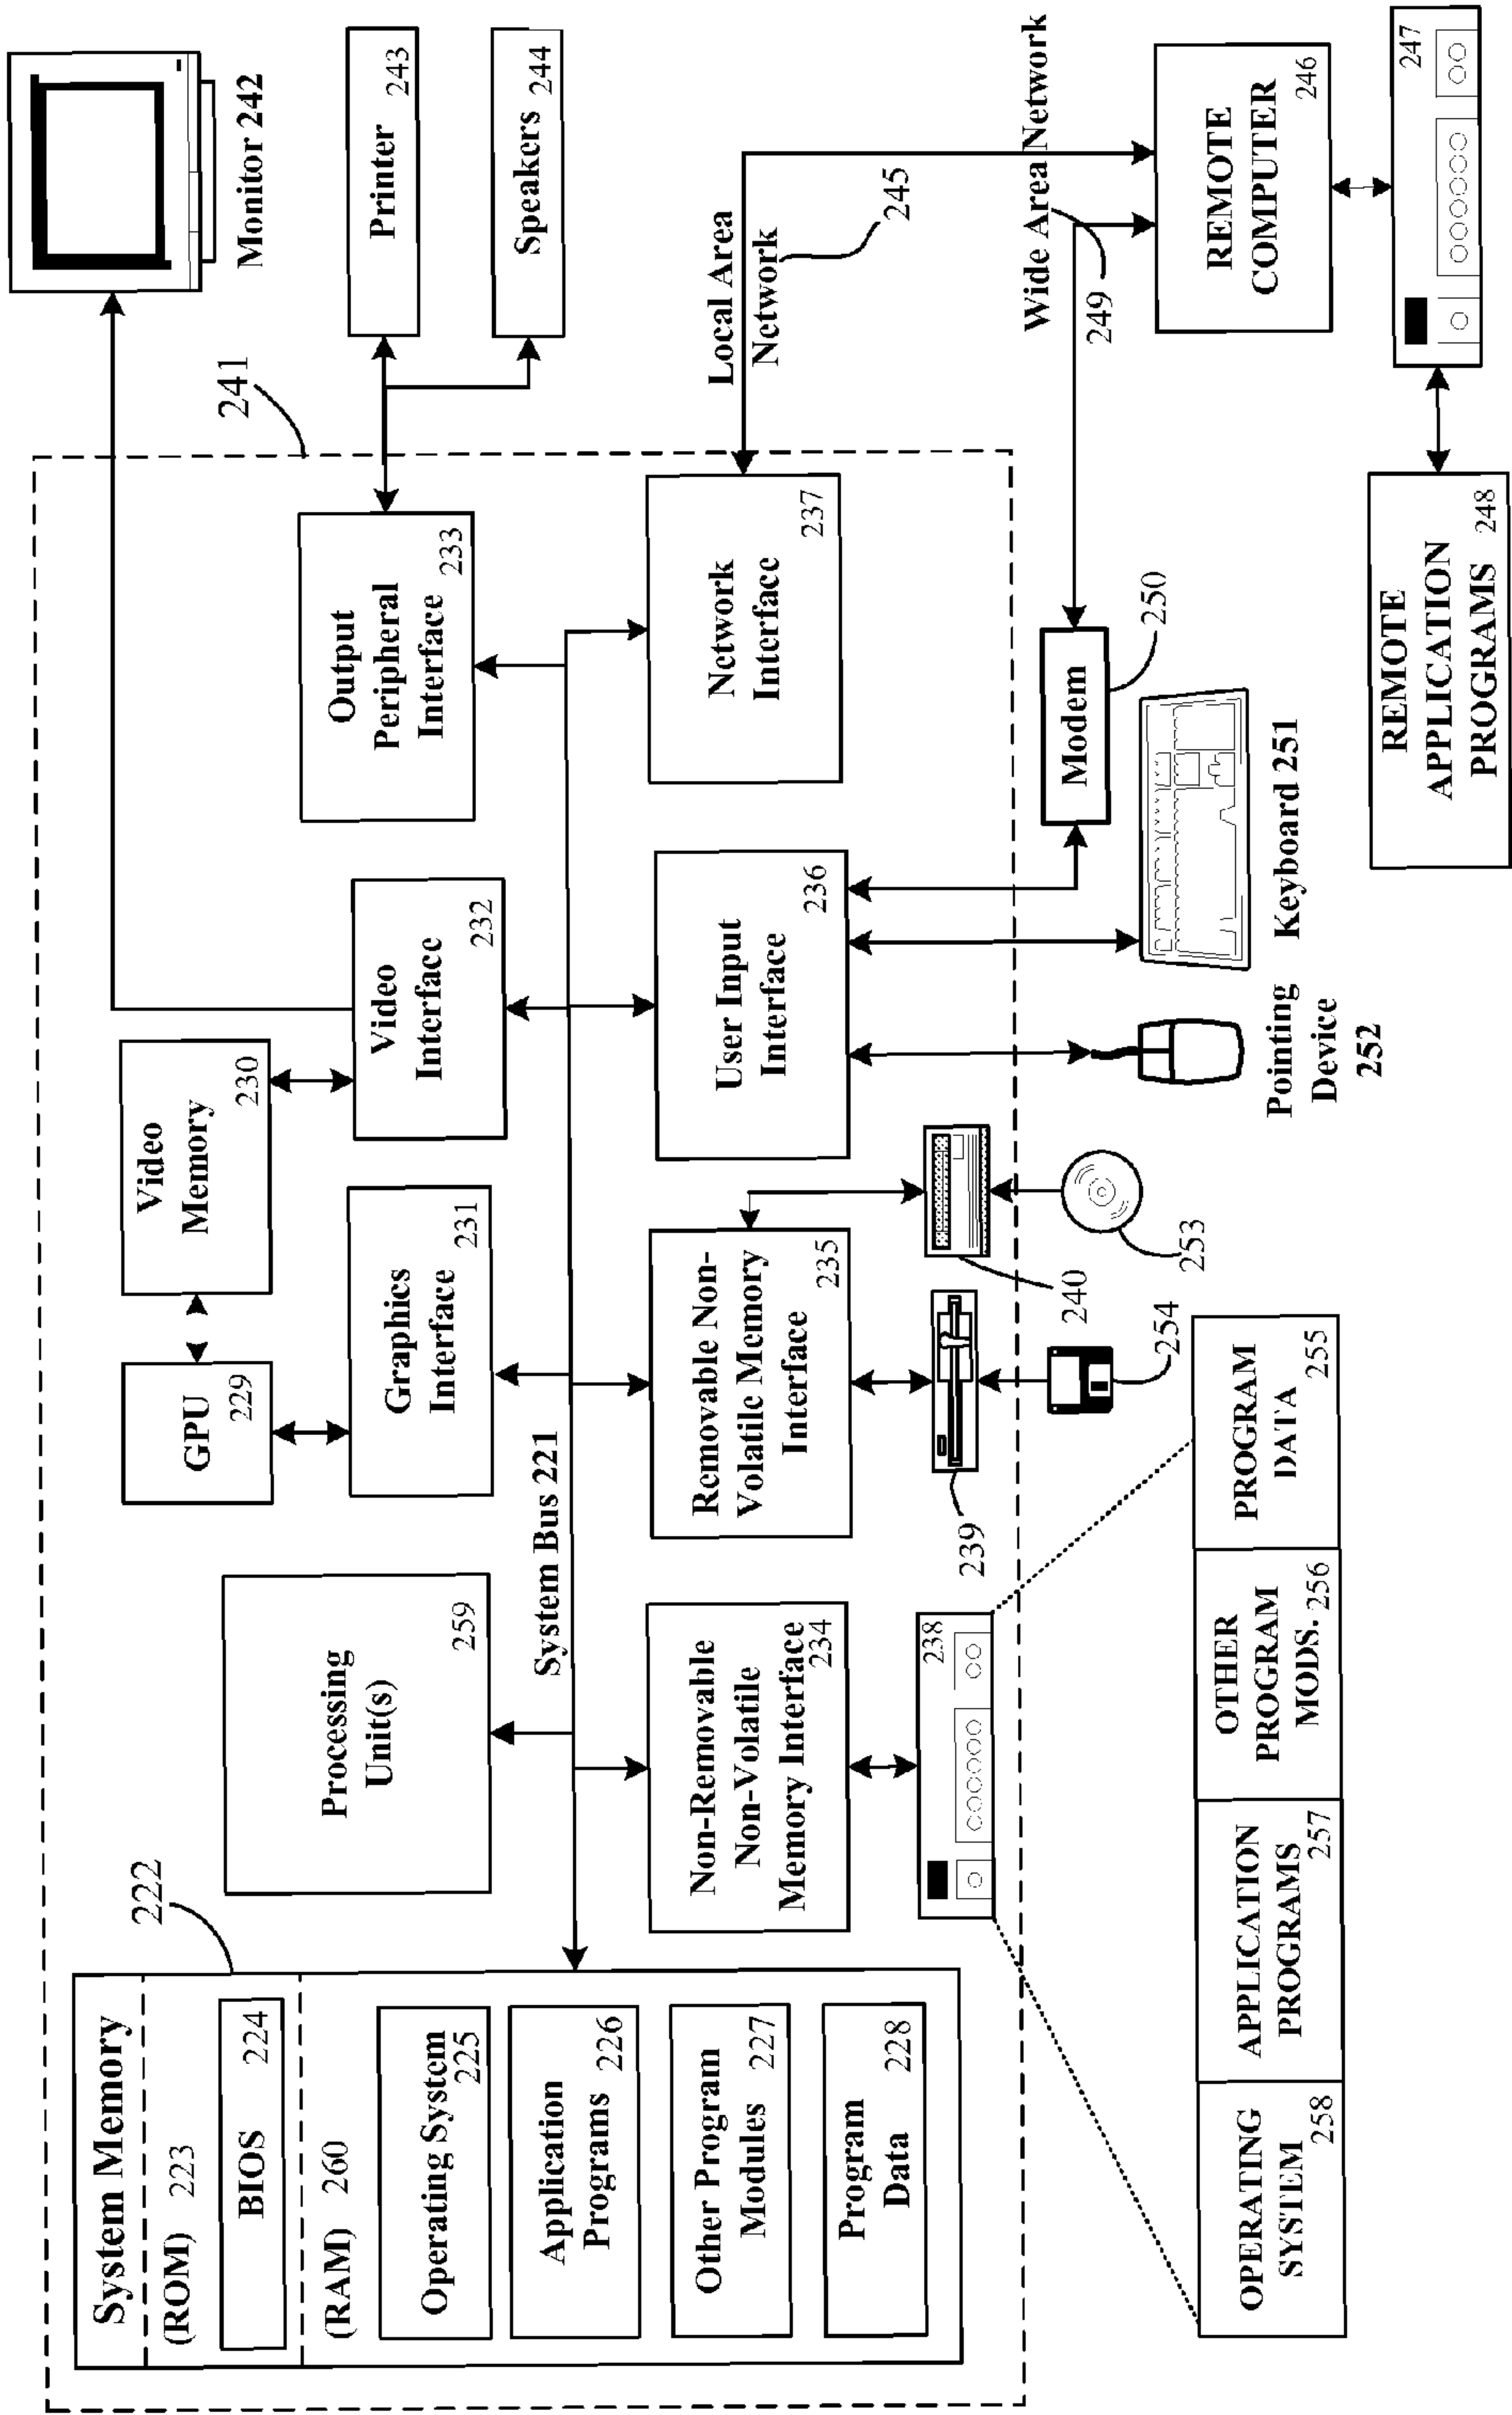 System Memory
(ROM) 223
BIOS 224
(RAM) 260
Operating System
225
Application
Programs 226
Other Program
Modules 227
Program
Data 228
222
Processing
Unit(s)
259
System Bus 221
GPU
229
Video
Memory
230
Graphics
Interface
231
Video
Interface
232
Output
Peripheral
Interface 233
241
Monitor 242
Printer
243
Speakers
244
Non-Removable
Non-Volatile
Memory Interface
234
Removable Non-
Volatile Memory
Interface
235
User Input
Interface
236
Network
Interface
237
Local Area
Network
245
238
239
240
253
254
Modem
250
Wide Area Network
249
Pointing
Device
252
Keyboard 251
REMOTE
COMPUTER
246
247
REMOTE
APPLICATION
PROGRAMS 248
OPERATING
SYSTEM
258
APPLICATION
PROGRAMS
257
OTHER
PROGRAM
MODS. 256
PROGRAM
DATA
255